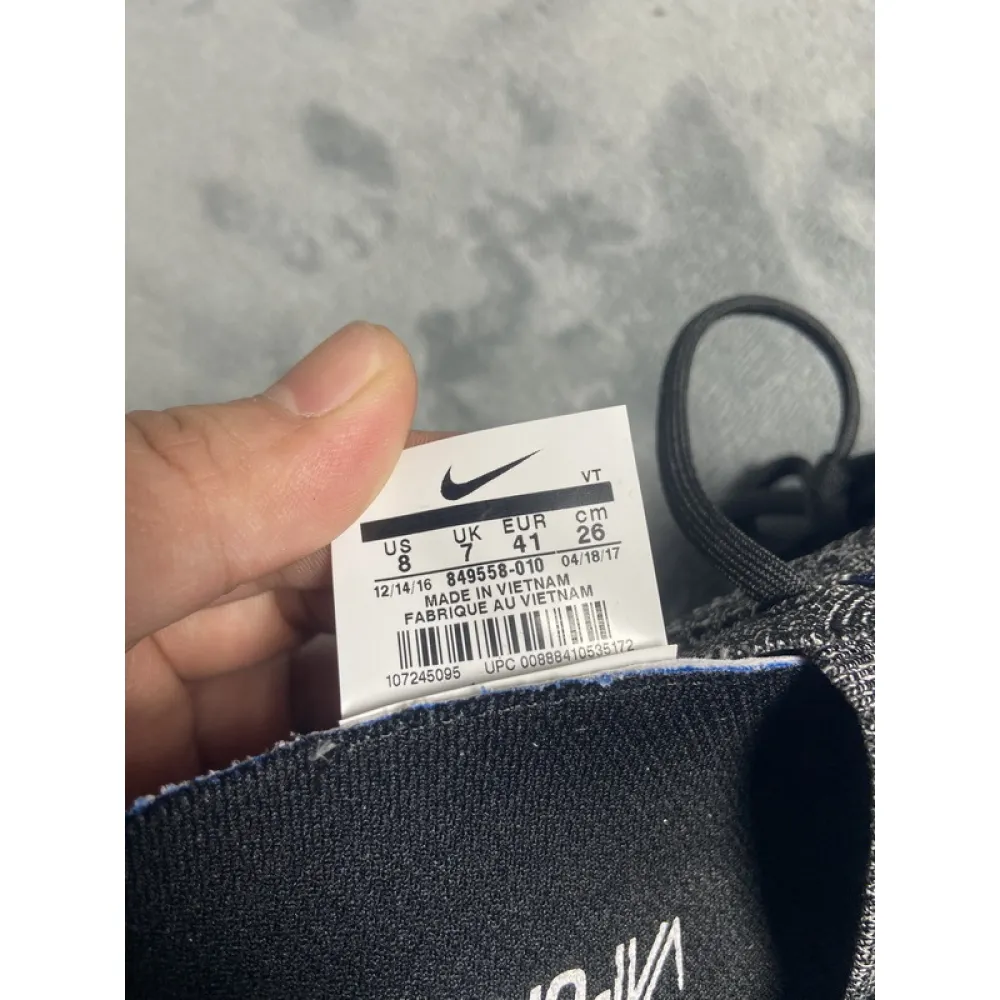 VT
US UK EUR cm
8 7 41 26
12/14/16 849558-010 04/18/17
MADE IN VIETNAM
FABRIQUE AU VIETNAM
107245095 UPC 00888410535172